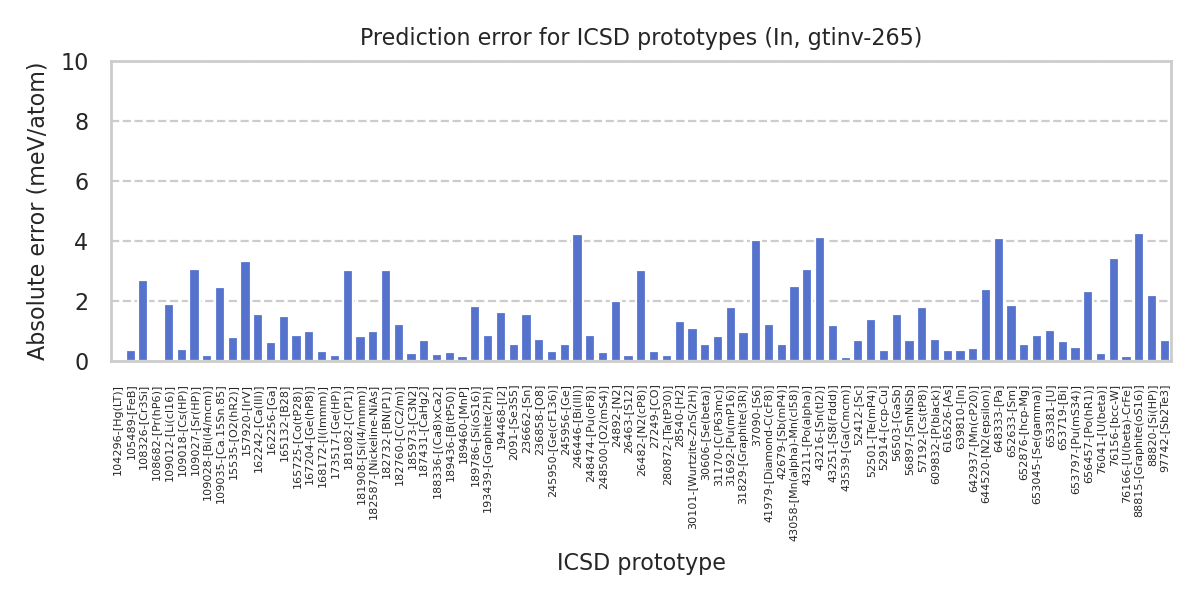 Prediction error for ICSD prototypes (In, gtinv-265)
Absolute error (meV/atom)
10
8
6
4
2
0
104296-[Hg(LT)]
105489-[FeB]
108326-[Cr3Si]
108682-[Pr(hP6)]
109012-[Li(cI16)]
109018-[Cs(HP)]
109027-[Sr(HP)]
109028-[Bi(I4/mcm)]
109035-[Ca.15Sn.85]
15535-[O2(hR2)]
157920-[IrV]
162242-[Ca(III)]
162256-[Ga]
165132-[B28]
165725-[Co(tP28)]
167204-[Ge(hP8)]
168172-[I(Immm)]
173517-[Ge(HP)]
181082-[C(P1)]
181908-[Si(I4/mmm)]
182587-[Nickeline-NiAs]
182732-[BN(P1)]
182760-[C(C2/m)]
185973-[C3N2]
187431-[CaHg2]
188336-[(Ca8)xCa2]
189436-[B(tP50)]
189460-[MnP]
189786-[Si(oS16)]
193439-[Graphite(2H)]
194468-[I2]
2091-[Se3S5]
236662-[Sn]
236858-[O8]
245950-[Ge(cF136)]
245956-[Ge]
246446-[Bi(III)]
248474-[Pu(oF8)]
248500-[O2(mS4)]
24892-[N2]
26463-[S12]
26482-[N2(cP8)]
27249-[CO]
280872-[Ta(tP30)]
28540-[H2]
30101-[Wurtzite-ZnS(2H)]
30606-[Se(beta)]
31170-[C(P63mc)]
31692-[Pu(mP16)]
31829-[Graphite(3R)]
37090-[S6]
41979-[Diamond-C(cF8)]
42679-[Sb(mP4)]
43058-[Mn(alpha)-Mn(cI58)]
43211-[Po(alpha)]
43216-[Sn(tI2)]
43251-[S8(Fddd)]
43539-[Ga(Cmcm)]
52412-[Sc]
52501-[Te(mP4)]
52914-[ccp-Cu]
56503-[GaSb]
56897-[SmNiSb]
57192-[Cs(tP8)]
609832-[P(black)]
616526-[As]
639810-[In]
642937-[Mn(cP20)]
644520-[N2(epsilon)]
648333-[Pa]
652633-[Sm]
652876-[hcp-Mg]
653045-[Se(gamma)]
653381-[U]
653719-[Bi]
653797-[Pu(mS34)]
656457-[Po(hR1)]
76041-[U(beta)]
76156-[bcc-W]
76166-[U(beta)-CrFe]
88815-[Graphite(oS16)]
88820-[Si(HP)]
97742-[Sb2Te3]
ICSD prototype